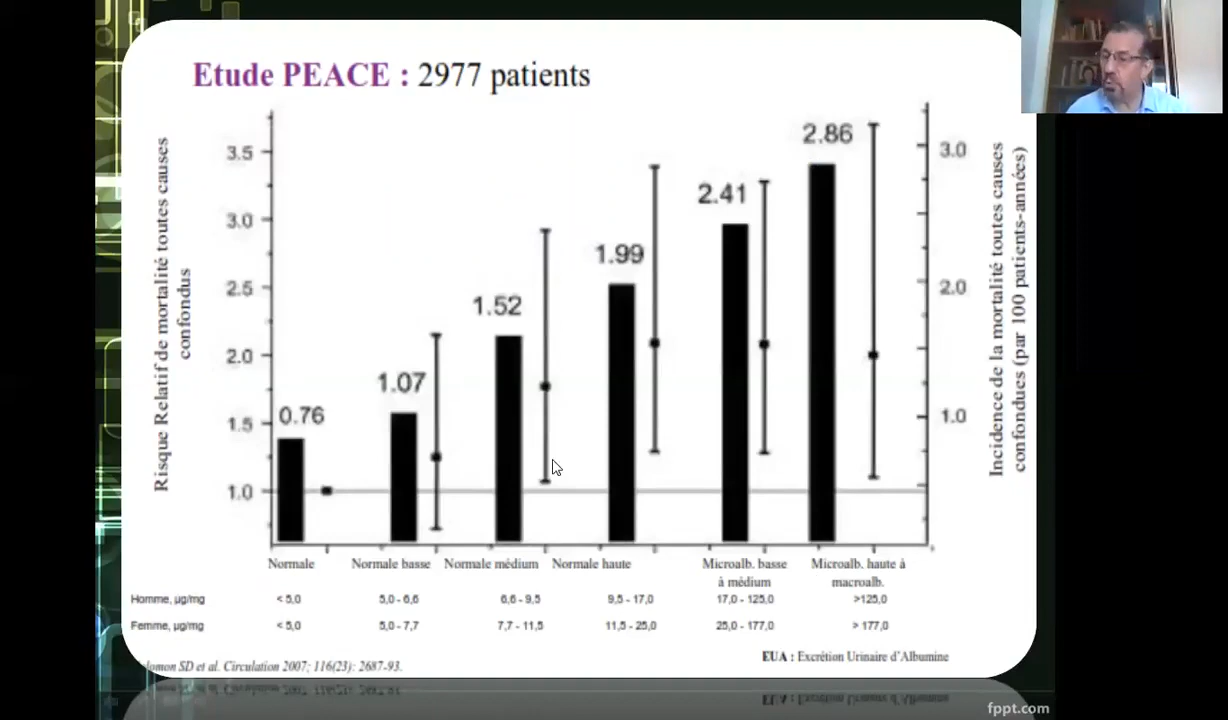 Etude PEACE : 2977 patients
Risque Relatif de mortalité toutes causes
confondus
3.5
3.0
2.5
2.0
1.5
1.0
0.76
1.07
1.52
1.99
2.41
2.86
3.0
2.0
1.0
Incidence de la mortalité toutes causes
confondues (par 100 patients-années)
Normale Normale basse Normale médium Normale haute Microalb. basse Microalb. haute à
à médium macroalb.
Homme, µg/mg < 5,0 5,0 - 6,6 6,6 - 9,5 9,5 - 17,0 17,0 - 125,0 >125,0
Femme, µg/mg < 5,0 5,0 - 7,7 7,7 - 11,5 11,5 - 25,0 25,0 - 177,0 > 177,0
EUA : Excrétion Urinaire d'Albumine
lomon SD et al. Circulation 2007; 116(23): 2687-93.
fppt.com